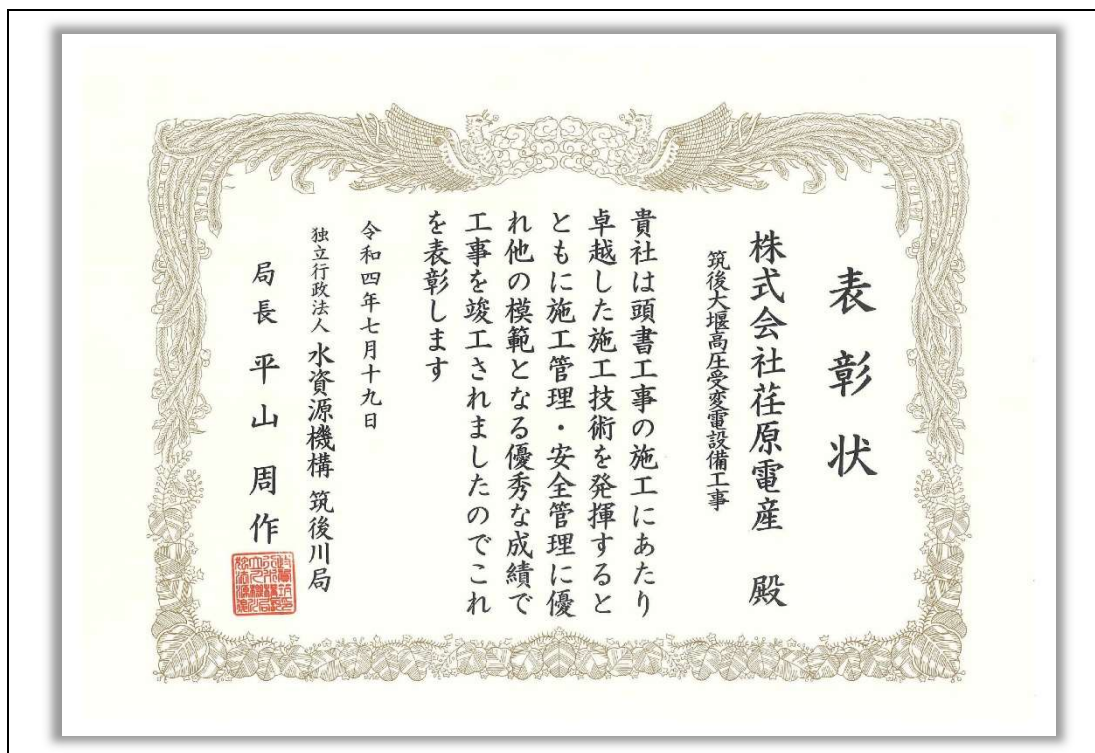 表彰状
株式会社荏原電産 殿
筑後大堰高圧受変電設備工事
貴社は頭書工事の施工にあたり
卓越した施工技術を発揮すると
ともに施工管理・安全管理に優
れ他の模範となる優秀な成績で
工事を竣工されましたのでこれ
を表彰します
令和四年七月十九日
独立行政法人 水資源機構 筑後川局
局長 平山周作